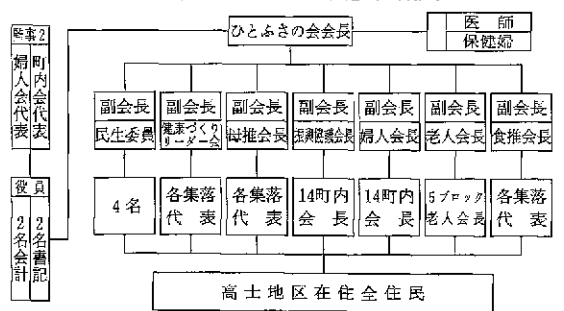 ひとふさの会会長
医師
保健婦
監事2
町内会代表
婦人会代表
役員
2名書記
2名会計
副会長
民生委員
副会長
健康づくり
リーダー会
副会長
母推会長
副会長
振興協議会長
副会長
婦人会長
副会長
老人会長
副会長
食推会長
4名
各集落
代表
各集落
代表
14町内
会長
14町内
会長
5ブロック
老人会長
各集落
代表
高士地区在住全住民